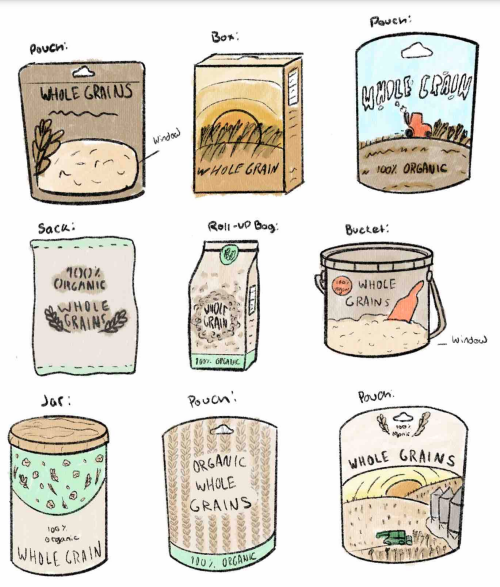 Pouch:
WHOLE GRAINS
Window
Box:
WHOLE GRAIN
Pouch:
WHOLE GRAIN
100% ORGANIC
Sack:
100%
ORGANIC
WHOLE
GRAINS
Roll-up Bag:
WHOLE
GRAIN
100% ORGANIC
Bucket:
WHOLE
GRAINS
Window
Jar:
100%
organic
WHOLE GRAIN
Pouch:
ORGANIC
WHOLE
GRAINS
100% ORGANIC
Pouch:
100%
organic
WHOLE GRAINS